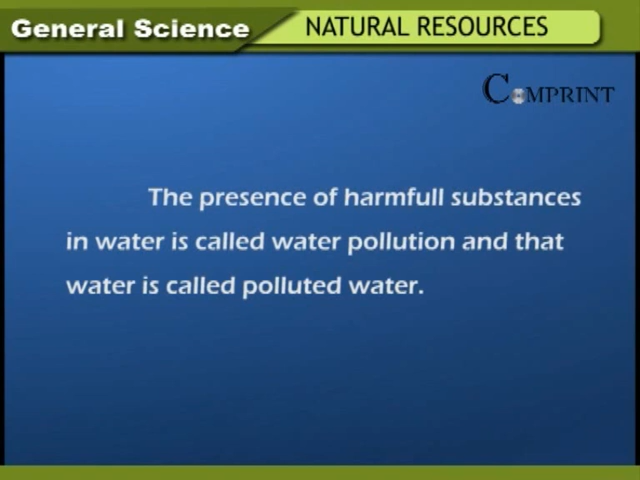 General Science
NATURAL RESOURCES
COMPRINT
The presence of harmfull substances
in water is called water pollution and that
water is called polluted water.